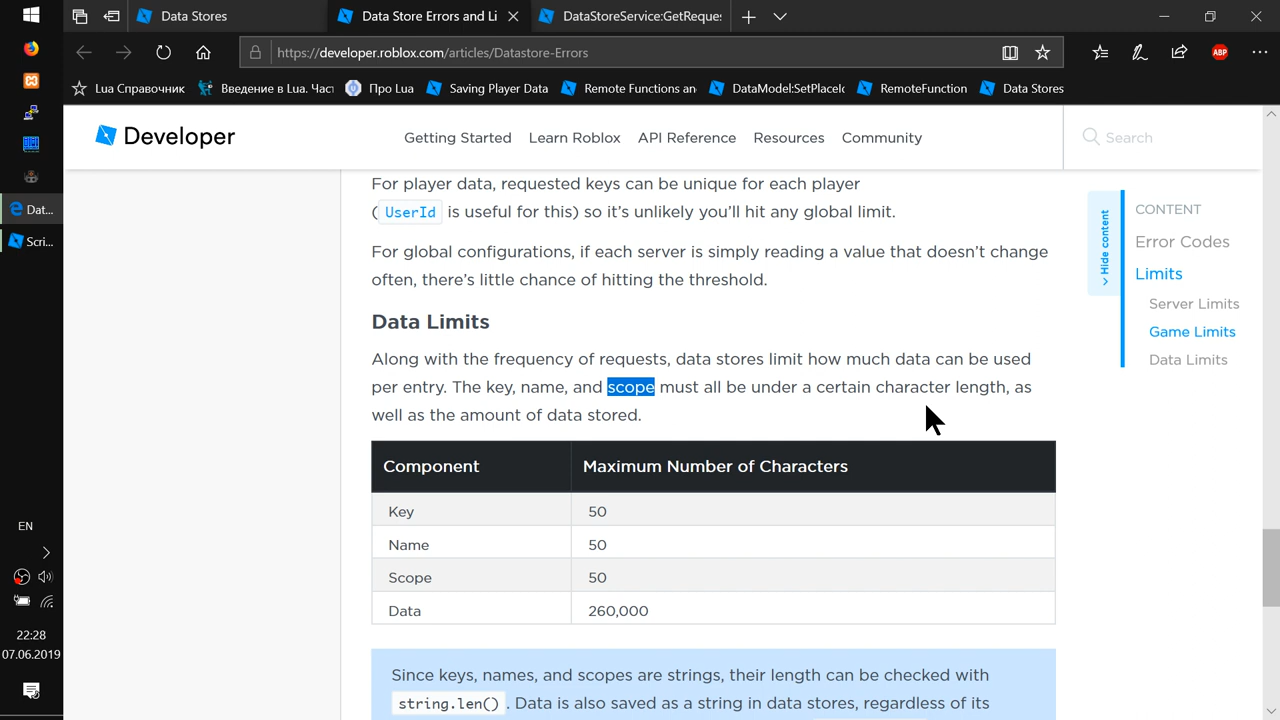 Data Stores
Data Store Errors and Li
DataStoreService:GetReques
https://developer.roblox.com/articles/Datastore-Errors
ABP
Lua Справочник
Введение в Lua. Част
Про Lua
Saving Player Data
Remote Functions an
DataModel:SetPlaceId
RemoteFunction
Data Stores
Developer
Getting Started
Learn Roblox
API Reference
Resources
Community
Search
Dat...
Scri...
EN
22:28
07.06.2019
For player data, requested keys can be unique for each player
( UserId is useful for this) so it's unlikely you'll hit any global limit.
For global configurations, if each server is simply reading a value that doesn't change
often, there's little chance of hitting the threshold.
Data Limits
Along with the frequency of requests, data stores limit how much data can be used
per entry. The key, name, and scope must all be under a certain character length, as
well as the amount of data stored.
Component Maximum Number of Characters
Key 50
Name 50
Scope 50
Data 260,000
Since keys, names, and scopes are strings, their length can be checked with
string.len() . Data is also saved as a string in data stores, regardless of its
Hide content
CONTENT
Error Codes
Limits
Server Limits
Game Limits
Data Limits